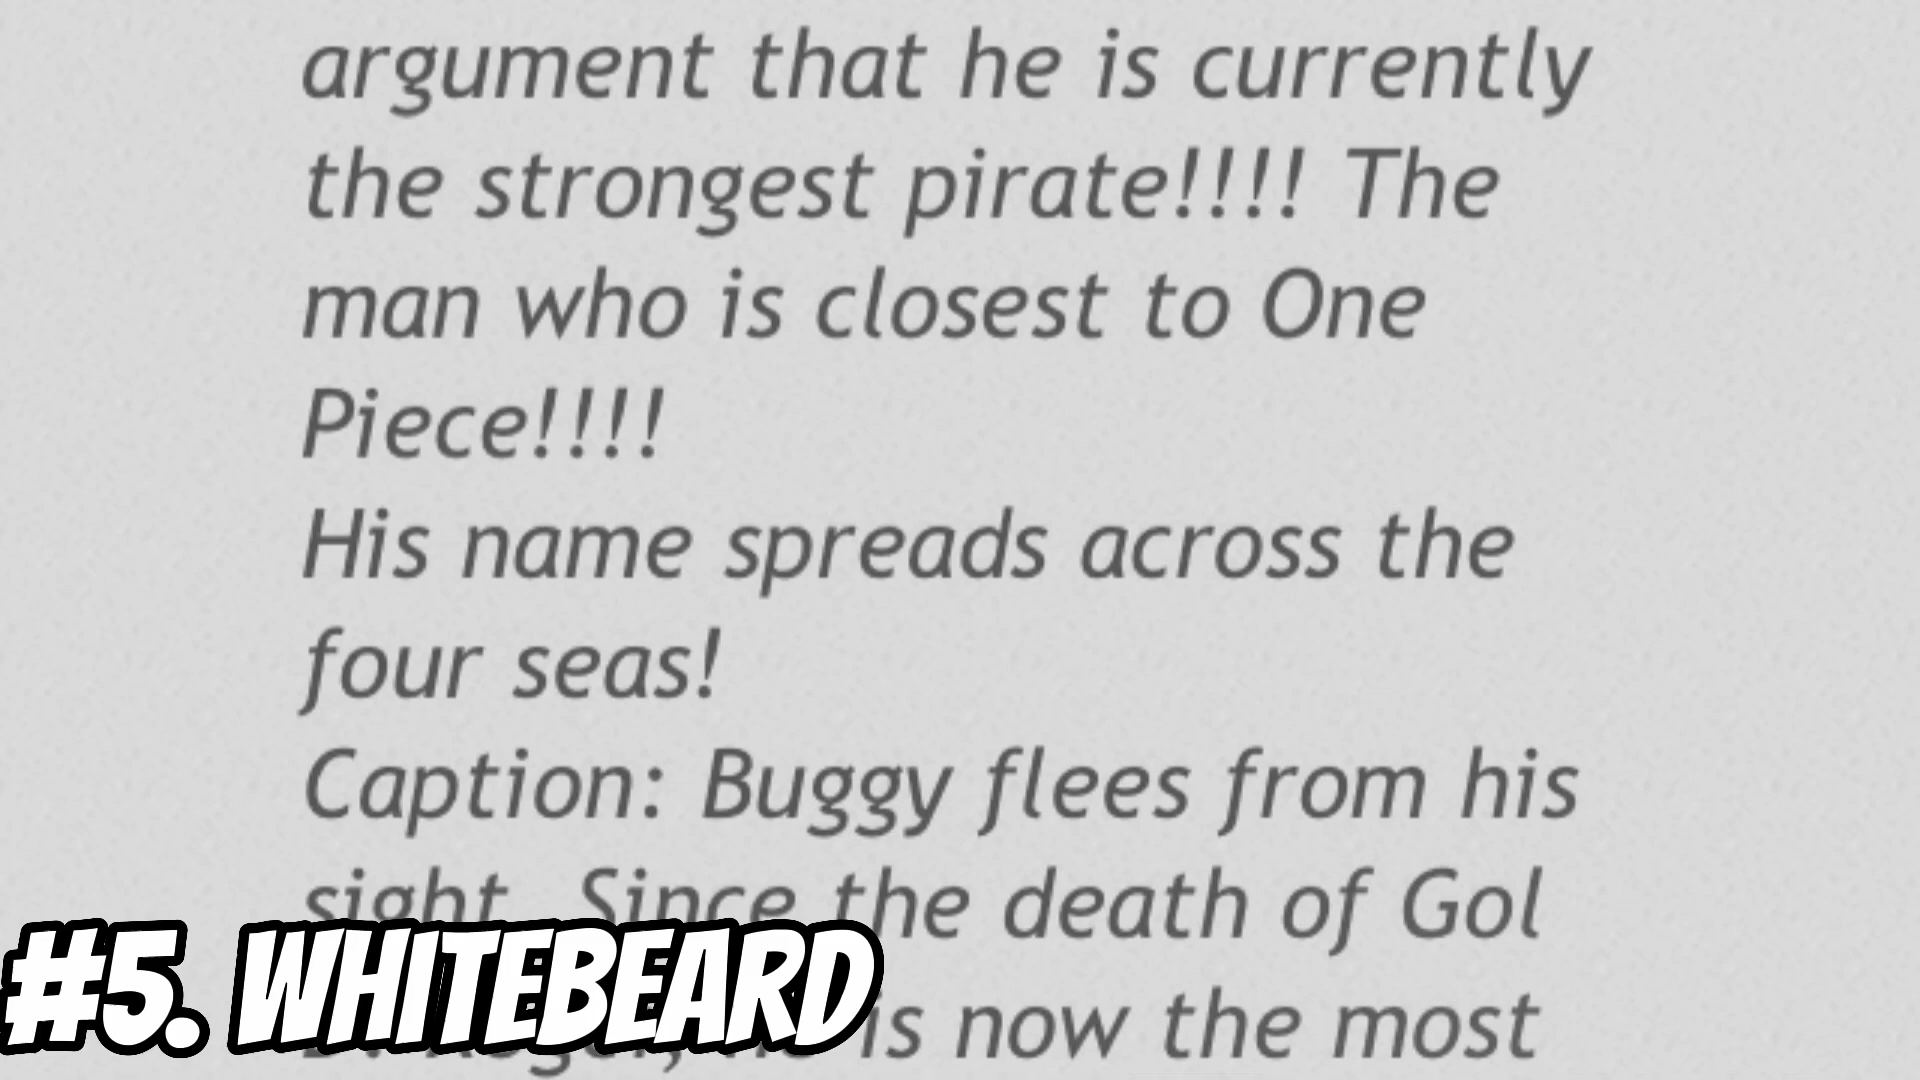 argument that he is currently
the strongest pirate!!!! The
man who is closest to One
Piece!!!!
His name spreads across the
four seas!
Caption: Buggy flees from his
sight. Since the death of Gol
is now the most
#5. WHITEBEARD